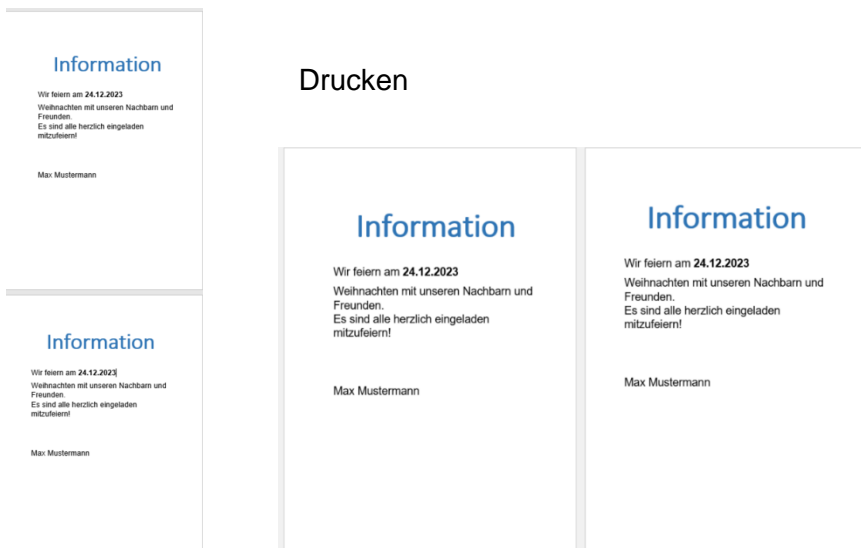 Information
Wir feiern am 24.12.2023
Weihnachten mit unseren Nachbarn und
Freunden.
Es sind alle herzlich eingeladen
mitzufeiern!
Max Mustermann
Information
Wir feiern am 24.12.2023
Weihnachten mit unseren Nachbarn und
Freunden.
Es sind alle herzlich eingeladen
mitzufeiern!
Max Mustermann
Drucken
Information
Wir feiern am 24.12.2023
Weihnachten mit unseren Nachbarn und
Freunden.
Es sind alle herzlich eingeladen
mitzufeiern!
Max Mustermann
Information
Wir feiern am 24.12.2023
Weihnachten mit unseren Nachbarn und
Freunden.
Es sind alle herzlich eingeladen
mitzufeiern!
Max Mustermann